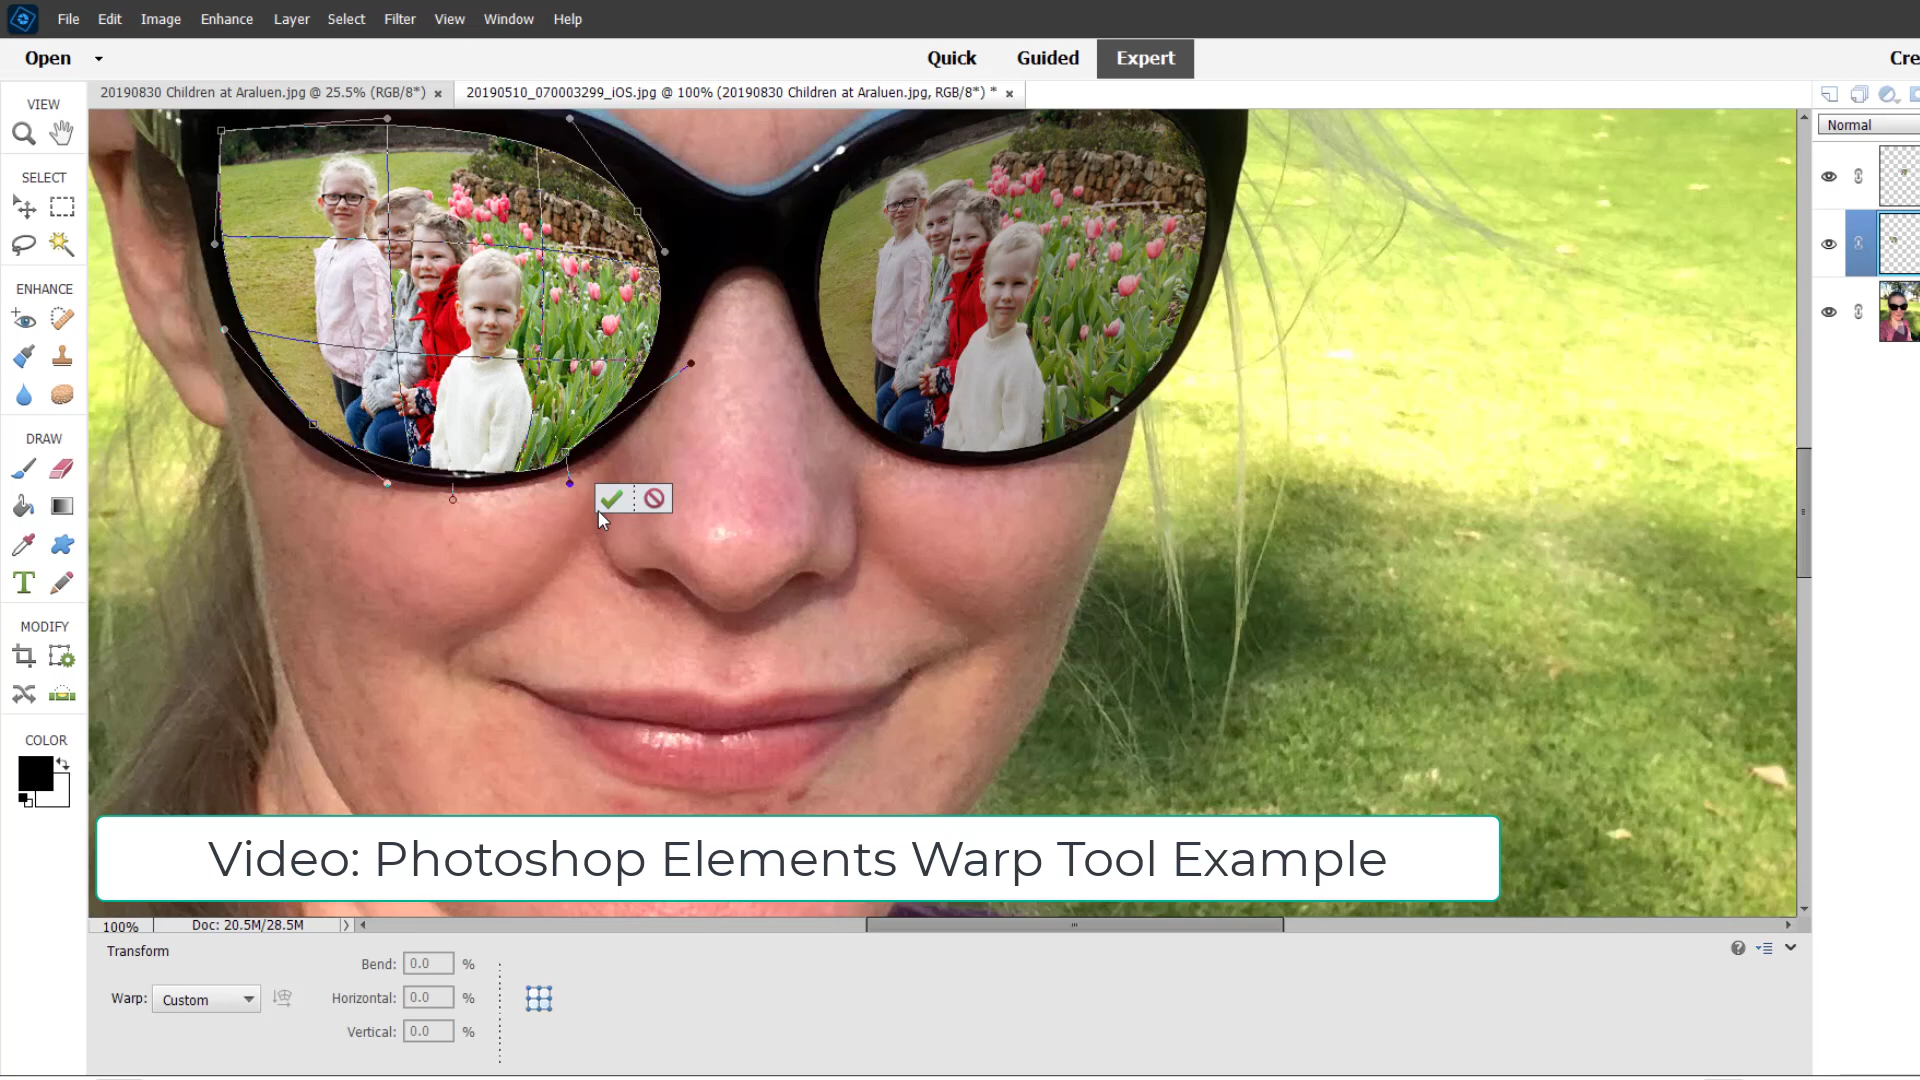 File Edit Image Enhance Layer Select Filter View Window Help
Open Quick Guided Expert Cre
20190830 Children at Araluen.jpg @ 25.5% (RGB/8*) × 20190510_070003299_iOS.jpg @ 100% (20190830 Children at Araluen.jpg, RGB/8*) * ×
VIEW
Normal
SELECT
ENHANCE
DRAW
T
MODIFY
COLOR
Video: Photoshop Elements Warp Tool Example
100% Doc: 20.5M/28.5M
Transform
Bend: 0.0 %
Warp: Custom Horizontal: 0.0 %
Vertical: 0.0 %